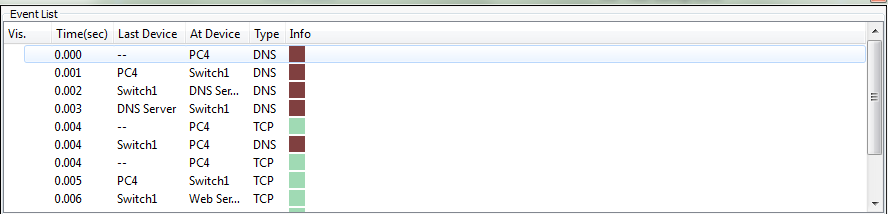 Event List
Vis. Time(sec) Last Device At Device Type Info
0.000 -- PC4 DNS
0.001 PC4 Switch1 DNS
0.002 Switch1 DNS Ser... DNS
0.003 DNS Server Switch1 DNS
0.004 -- PC4 TCP
0.004 Switch1 PC4 DNS
0.004 -- PC4 TCP
0.005 PC4 Switch1 TCP
0.006 Switch1 Web Ser... TCP